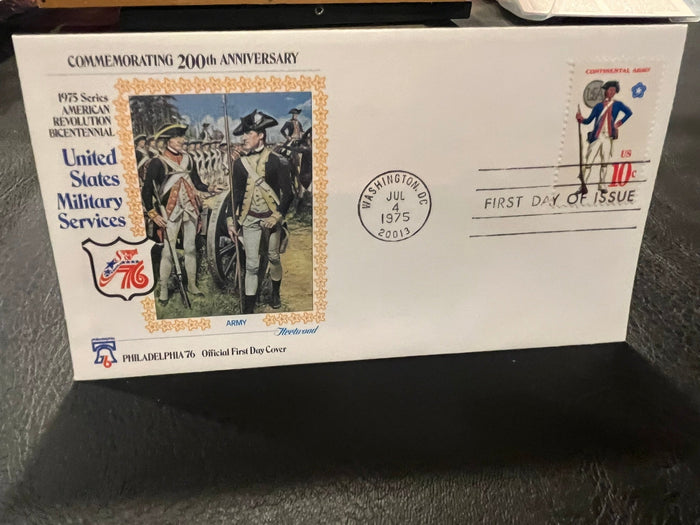 COMMEMORATING 200th ANNIVERSARY
1975 Series
AMERICAN
REVOLUTION
BICENTENNIAL
United
States
Military
Services
76
ARMY
Fleetwood
76
PHILADELPHIA'76 Official First Day Cover
WASHINGTON, DC
JUL
4
1975
20013
CONTINENTAL ARMY
US
10c
FIRST DAY OF ISSUE